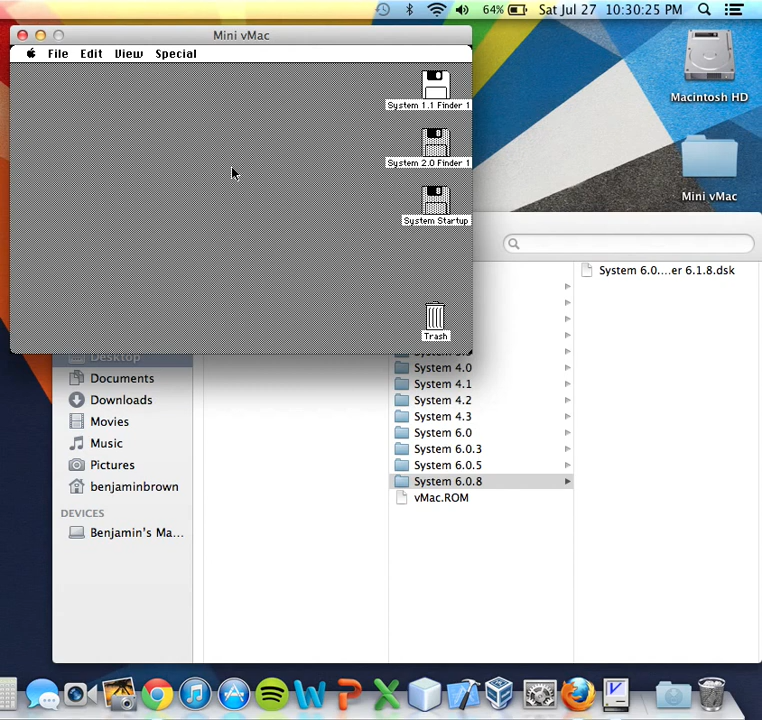 64%
Sat Jul 27 10:30:25 PM
Mini vMac
File Edit View Special
System 1.1 Finder 1
System 2.0 Finder 1
System Startup
Trash
Macintosh HD
Mini vMac
System 6.0....er 6.1.8.dsk
Desktop
Documents
Downloads
Movies
Music
Pictures
benjaminbrown
DEVICES
Benjamin's Ma...
System 4.0
System 4.1
System 4.2
System 4.3
System 6.0
System 6.0.3
System 6.0.5
System 6.0.8
vMac.ROM